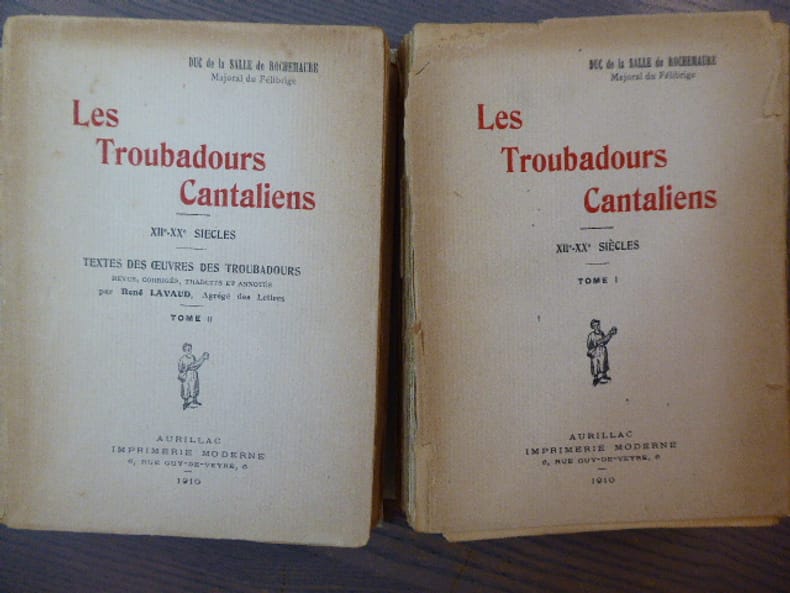 DUC de la SALLE de ROCHEMAURE
Majoral du Félibrige
Les
Troubadours
Cantaliens
XIIe-XXe SIECLES
TEXTES DES ŒUVRES DES TROUBADOURS
REVUS, CORRIGÉS, TRADUITS ET ANNOTÉS
par René LAVAUD, Agrégé des Lettres
TOME II
AURILLAC
IMPRIMERIE MODERNE
6, RUE GUY-DE-VEYRE, 6
1910
DUC de la SALLE de ROCHEMAURE
Majoral du Félibrige
Les
Troubadours
Cantaliens
XIIe-XXe SIÈCLES
TOME I
AURILLAC
IMPRIMERIE MODERNE
6, RUE GUY-DE-VEYRE, 6
1910